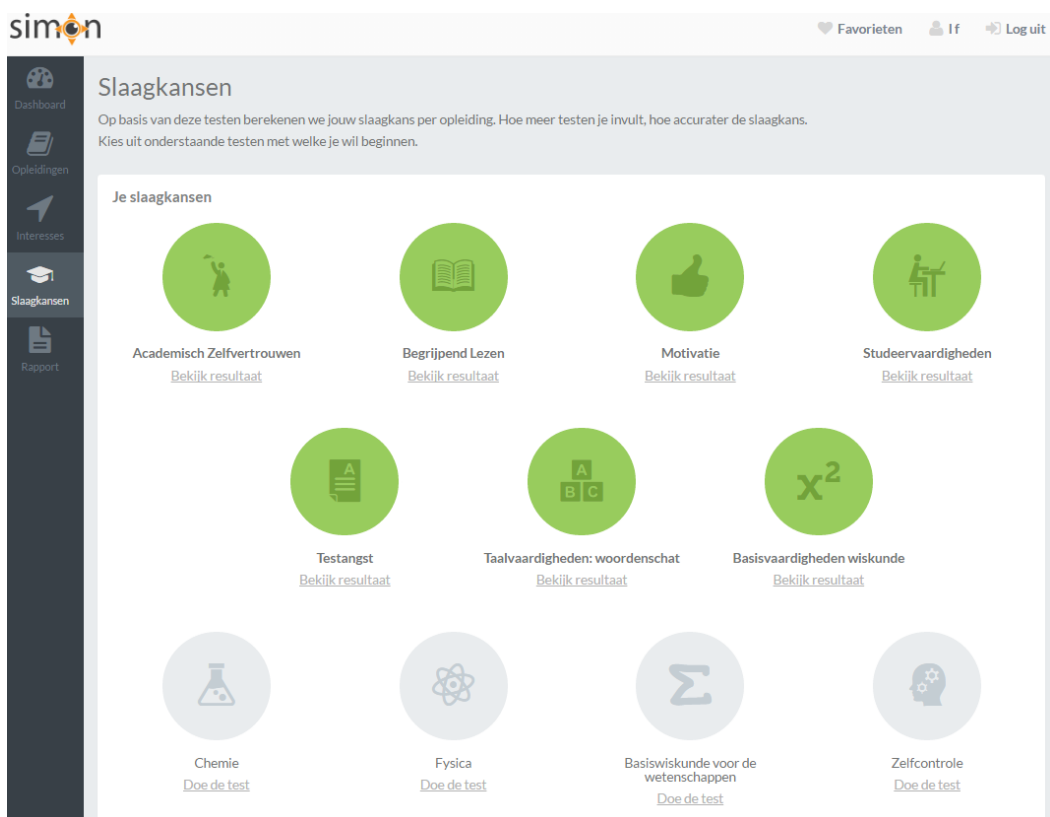 simon
Favorieten I f Log uit
Dashboard
Opleidingen
Interesses
Slaagkansen
Rapport
Slaagkansen
Op basis van deze testen berekenen we jouw slaagkans per opleiding. Hoe meer testen je invult, hoe accurater de slaagkans.
Kies uit onderstaande testen met welke je wil beginnen.
Je slaagkansen
Academisch Zelfvertrouwen
Bekijk resultaat
Begrijpend Lezen
Bekijk resultaat
Motivatie
Bekijk resultaat
Studeervaardigheden
Bekijk resultaat
A
Testangst
Bekijk resultaat
A
B C
Taalvaardigheden: woordenschat
Bekijk resultaat
x²
Basisvaardigheden wiskunde
Bekijk resultaat
Chemie
Doe de test
Fysica
Doe de test
Σ
Basiswiskunde voor de
wetenschappen
Doe de test
Zelfcontrole
Doe de test